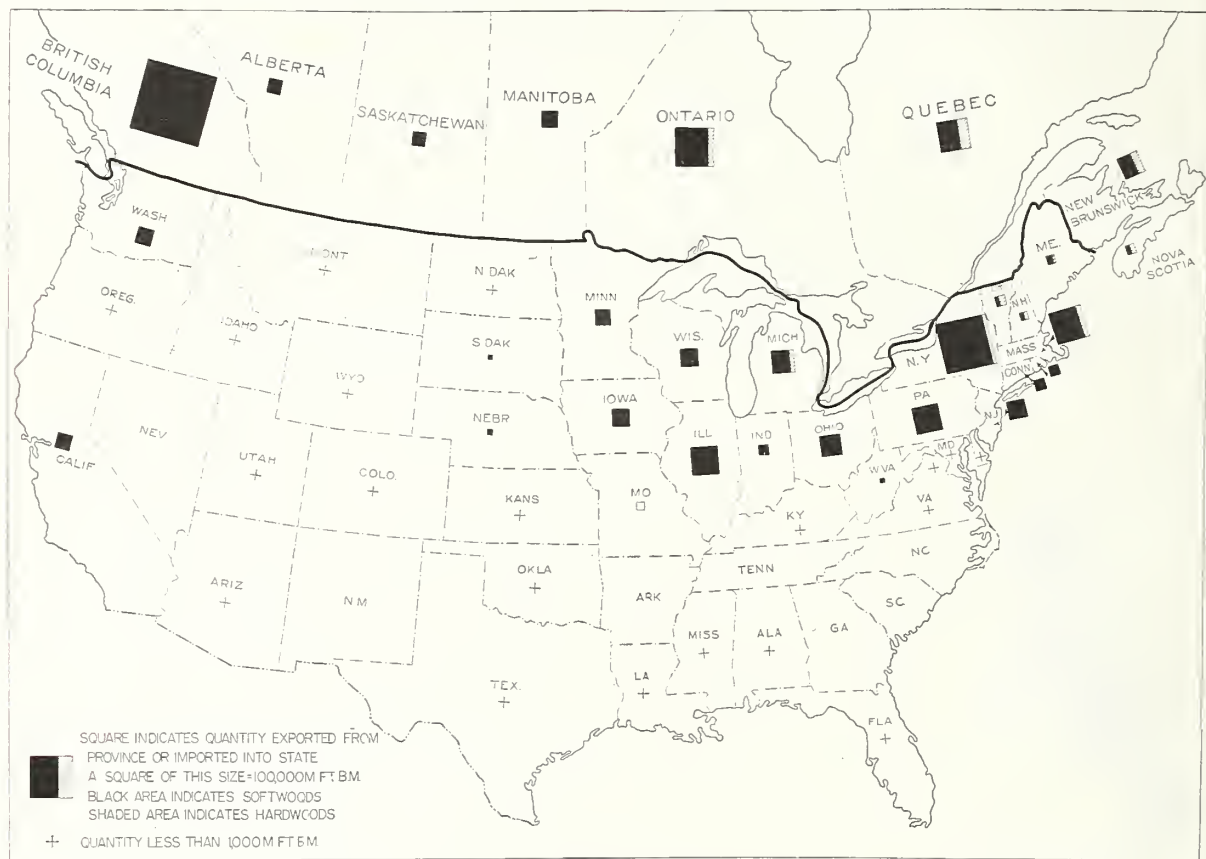 BRITISH
COLUMBIA
ALBERTA
SASKATCHEWAN
MANITOBA
ONTARIO
QUEBEC
NEW
BRUNSWICK
NOVA
SCOTIA
WASH
MONT
N.DAK
MINN
ME.
OREG.
IDAHO
S.DAK
WIS.
MICH
N.H.
N.Y
MASS
CONN.
WYO
NEBR
IOWA
PA
N.J.
CALIF
NEV
UTAH
COLO.
ILL
IND
OHIO
W.VA
MD
KANS
MO
KY
VA
ARIZ
N M
OKLA
ARK
TENN
NC
SC
MISS
ALA
GA
TEX.
LA
FLA
SQUARE INDICATES QUANTITY EXPORTED FROM
PROVINCE OR IMPORTED INTO STATE
A SQUARE OF THIS SIZE=100,000M FT. B.M.
BLACK AREA INDICATES SOFTWOODS
SHADED AREA INDICATES HARDWOODS
+ QUANTITY LESS THAN 1,000 M FT B M